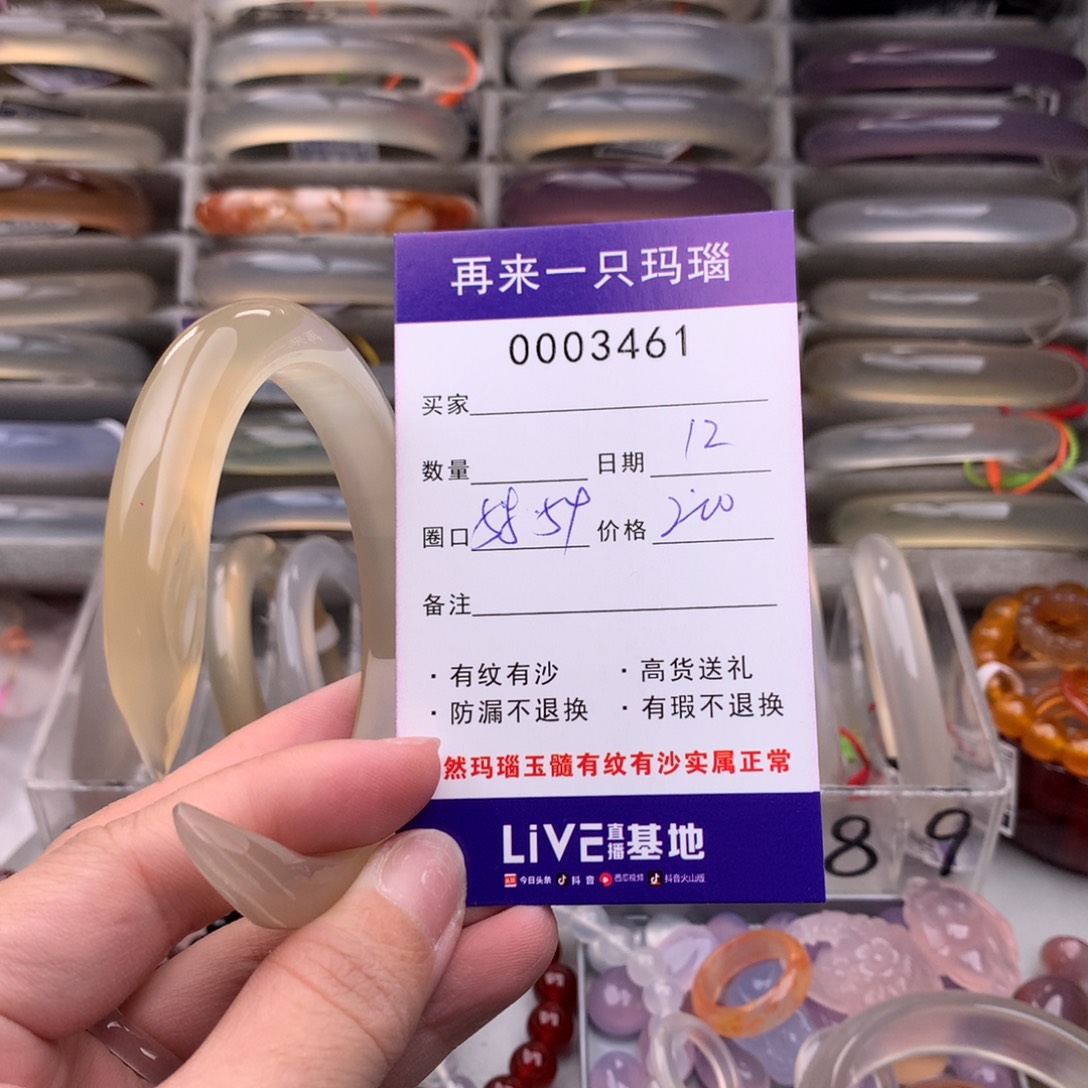 再来一只玛瑙
0003461
买家
数量 日期 12
圈口 54 价格 200
备注
· 有纹有沙 · 高货送礼
· 防漏不退换 · 有瑕不退换
然玛瑙玉髓有纹有沙实属正常
LiVE直播基地
今日头条 抖音 西瓜视频 抖音火山版
8 9